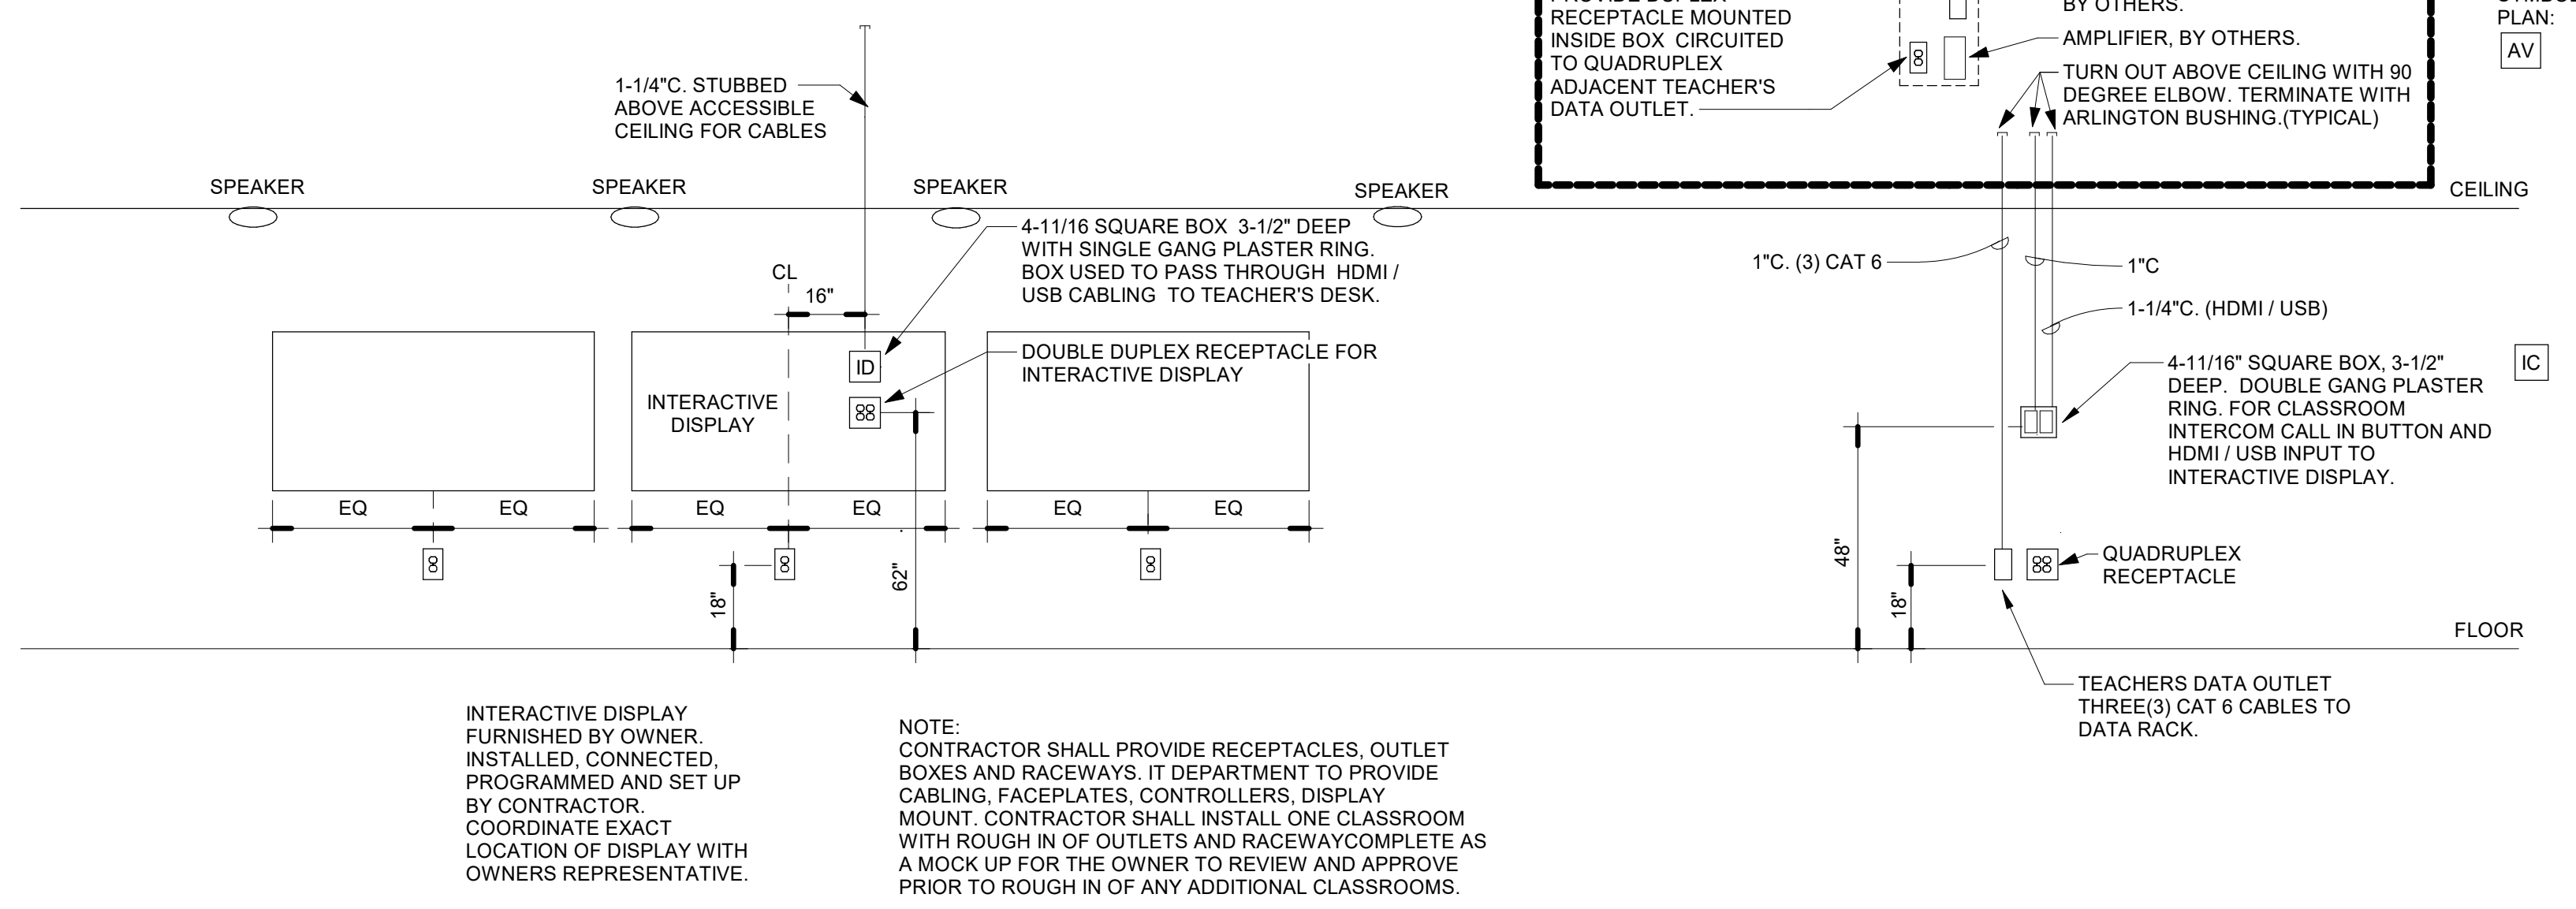 PROVIDE DUPLEX
RECEPTACLE MOUNTED
INSIDE BOX  CIRCUITED
TO QUADRUPLEX
ADJACENT TEACHER'S
DATA OUTLET.
BY OTHERS.
AMPLIFIER, BY OTHERS.
TURN OUT ABOVE CEILING WITH 90
DEGREE ELBOW. TERMINATE WITH
ARLINGTON BUSHING.(TYPICAL)
PLAN:
AV
1-1/4"C. STUBBED
ABOVE ACCESSIBLE
CEILING FOR CABLES
SPEAKER
SPEAKER
SPEAKER
SPEAKER
CEILING
4-11/16 SQUARE BOX  3-1/2" DEEP
WITH SINGLE GANG PLASTER RING.
BOX USED TO PASS THROUGH  HDMI /
USB CABLING  TO TEACHER'S DESK.
CL
16"
1"C. (3) CAT 6
1"C
1-1/4"C. (HDMI / USB)
ID
DOUBLE DUPLEX RECEPTACLE FOR
INTERACTIVE DISPLAY
INTERACTIVE
DISPLAY
4-11/16" SQUARE BOX, 3-1/2"
DEEP.  DOUBLE GANG PLASTER
RING. FOR CLASSROOM
INTERCOM CALL IN BUTTON AND
HDMI / USB INPUT TO
INTERACTIVE DISPLAY.
IC
EQ
EQ
EQ
EQ
EQ
EQ
18"
62"
48"
18"
QUADRUPLEX
RECEPTACLE
FLOOR
TEACHERS DATA OUTLET
THREE(3) CAT 6 CABLES TO
DATA RACK.
INTERACTIVE DISPLAY
FURNISHED BY OWNER.
INSTALLED, CONNECTED,
PROGRAMMED AND SET UP
BY CONTRACTOR.
COORDINATE EXACT
LOCATION OF DISPLAY WITH
OWNERS REPRESENTATIVE.
NOTE:
CONTRACTOR SHALL PROVIDE RECEPTACLES, OUTLET
BOXES AND RACEWAYS. IT DEPARTMENT TO PROVIDE
CABLING, FACEPLATES, CONTROLLERS, DISPLAY
MOUNT. CONTRACTOR SHALL INSTALL ONE CLASSROOM
WITH ROUGH IN OF OUTLETS AND RACEWAYCOMPLETE AS
A MOCK UP FOR THE OWNER TO REVIEW AND APPROVE
PRIOR TO ROUGH IN OF ANY ADDITIONAL CLASSROOMS.